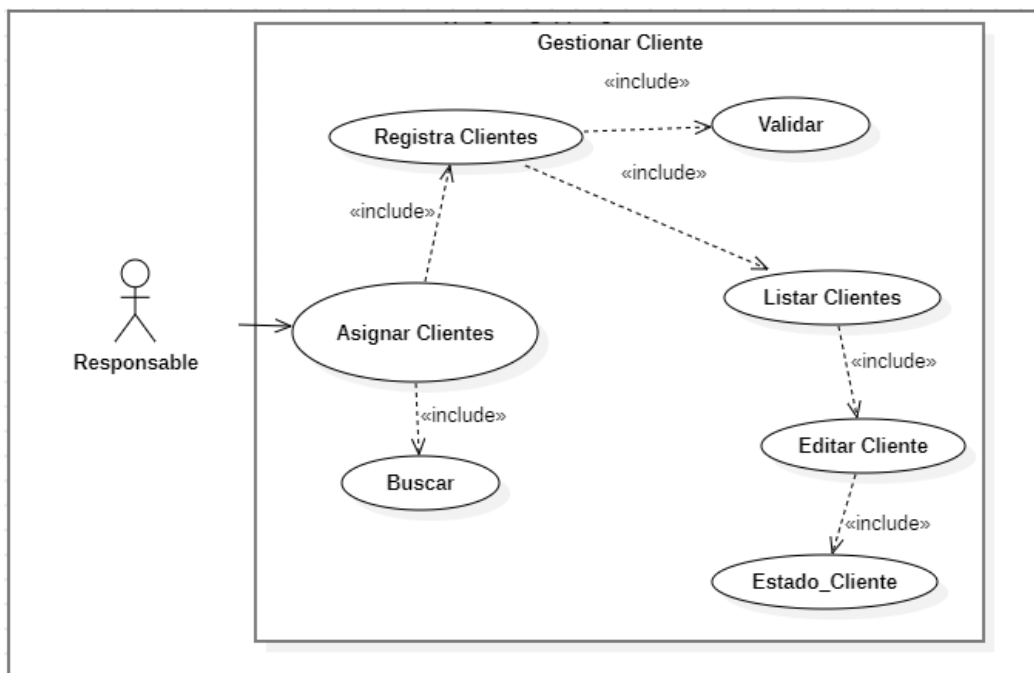 Gestionar Cliente
«include»
Registra Clientes
Validar
«include»
«include»
Listar Clientes
Asignar Clientes
Responsable
«include»
«include»
Editar Cliente
Buscar
«include»
Estado_Cliente